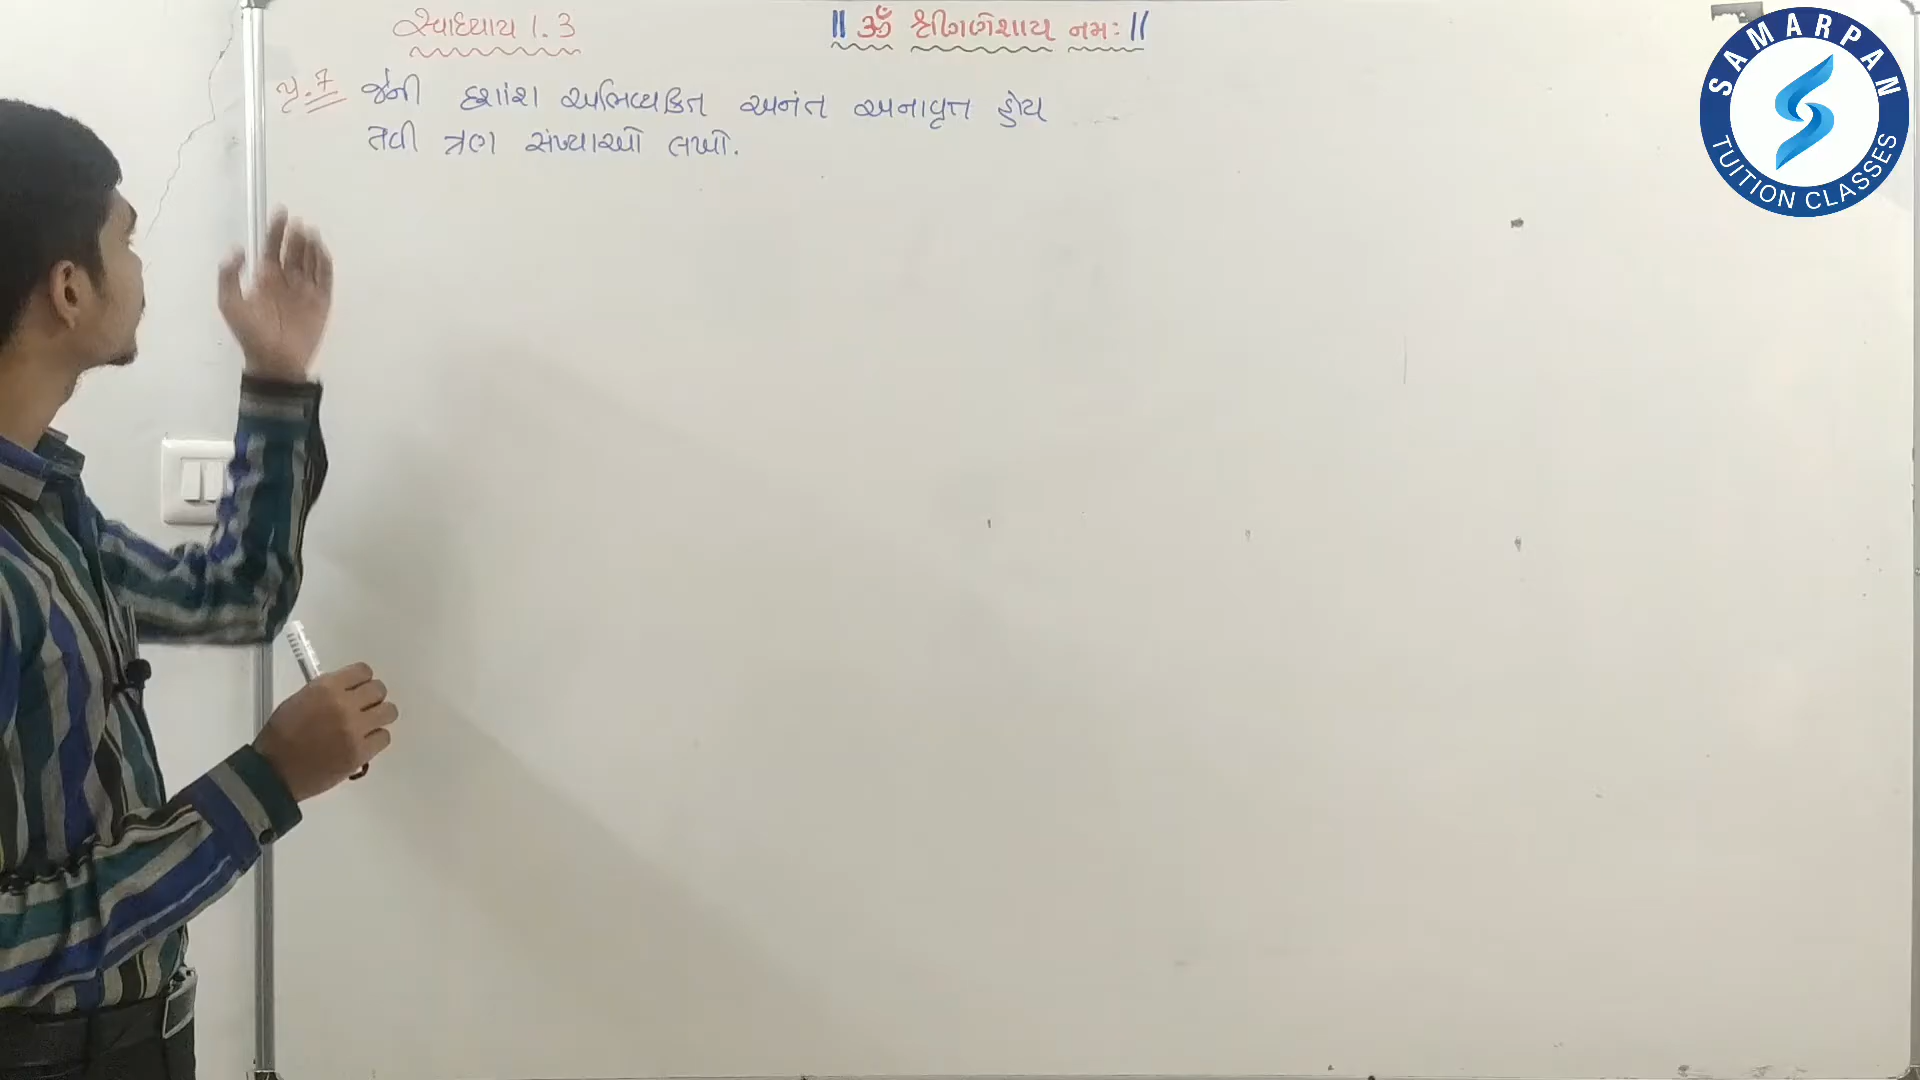 સ્વાધ્યાય 1.3
|| ૐ શ્રી ગણેશાય નમઃ ||
પ્ર.7 જેની દશાંશ અભિવ્યકિત અનંત અનાવૃત્ત હોય
તેવી ત્રણ સંખ્યાઓ લખો.
SAMARPAN
TUITION CLASSES